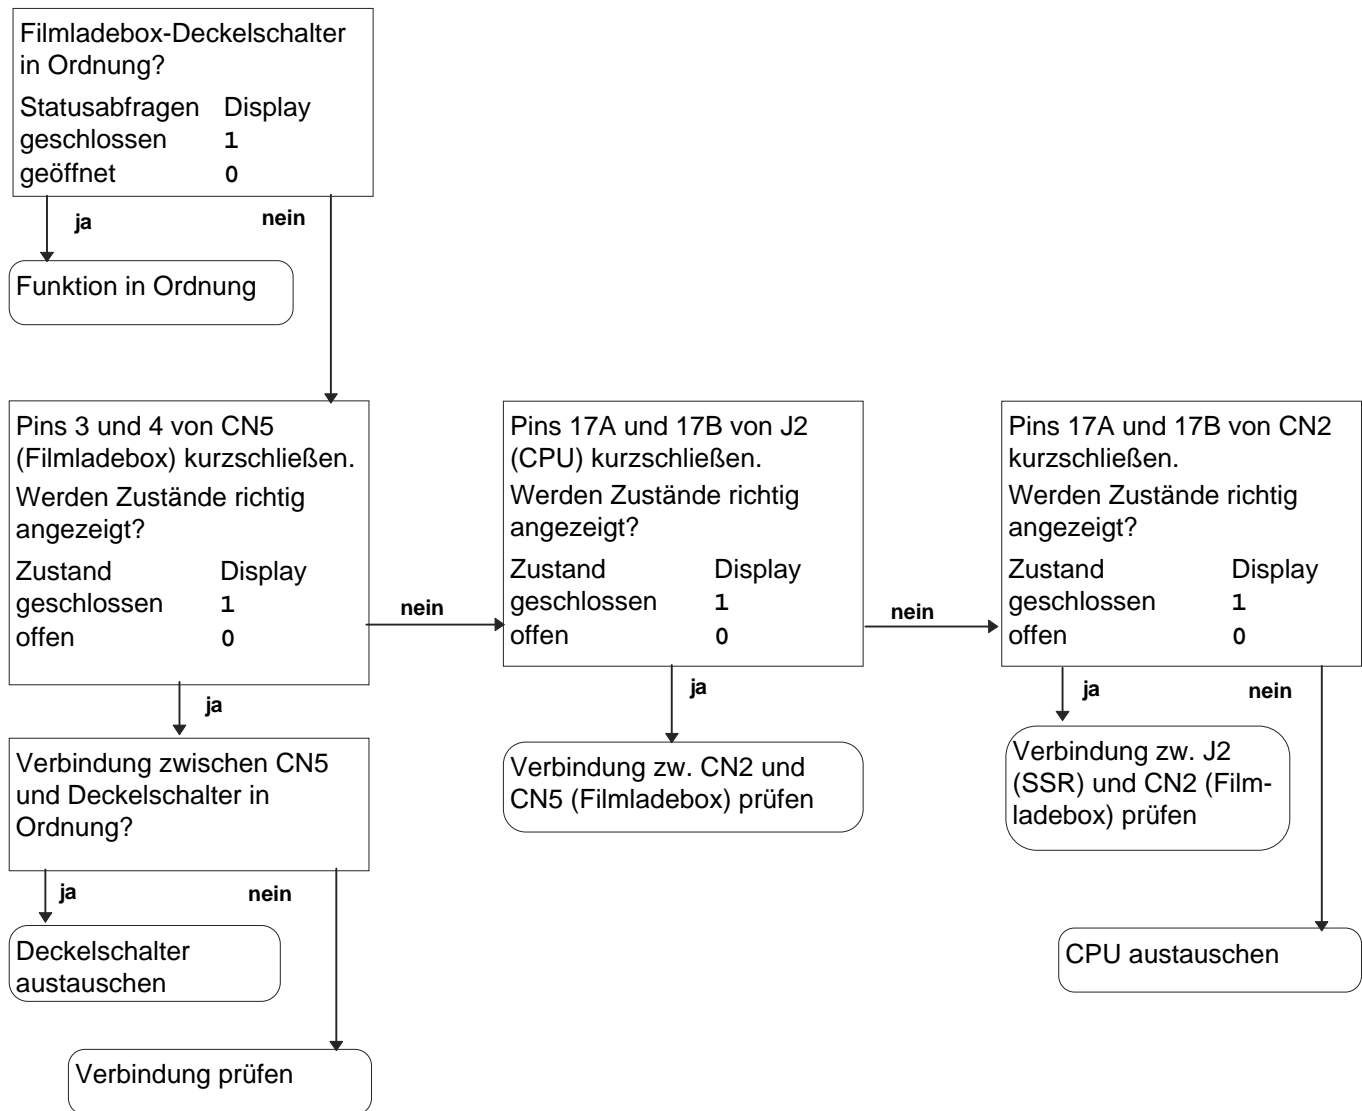 Filmladebox-Deckelschalter
in Ordnung?
Statusabfragen Display
geschlossen 1
geöffnet 0
ja
nein
Funktion in Ordnung
Pins 3 und 4 von CN5
(Filmladebox) kurzschließen.
Werden Zustände richtig
angezeigt?
Zustand Display
geschlossen 1
offen 0
nein
Pins 17A und 17B von J2
(CPU) kurzschließen.
Werden Zustände richtig
angezeigt?
Zustand Display
geschlossen 1
offen 0
nein
Pins 17A und 17B von CN2
kurzschließen.
Werden Zustände richtig
angezeigt?
Zustand Display
geschlossen 1
offen 0
ja
Verbindung zwischen CN5
und Deckelschalter in
Ordnung?
ja
Verbindung zw. CN2 und
CN5 (Filmladebox) prüfen
ja
nein
Verbindung zw. J2
(SSR) und CN2 (Film-
ladebox) prüfen
ja
nein
Deckelschalter
austauschen
CPU austauschen
Verbindung prüfen